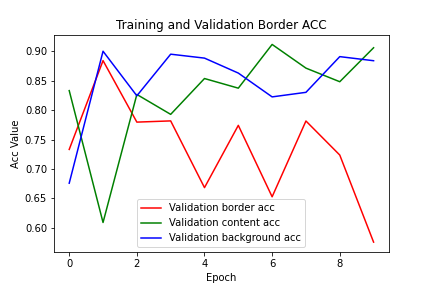 Training and Validation Border ACC
0.90
0.85
0.80
0.75
0.70
0.65
0.60
Acc Value
Validation border acc
Validation content acc
Validation background acc
0 2 4 6 8
Epoch